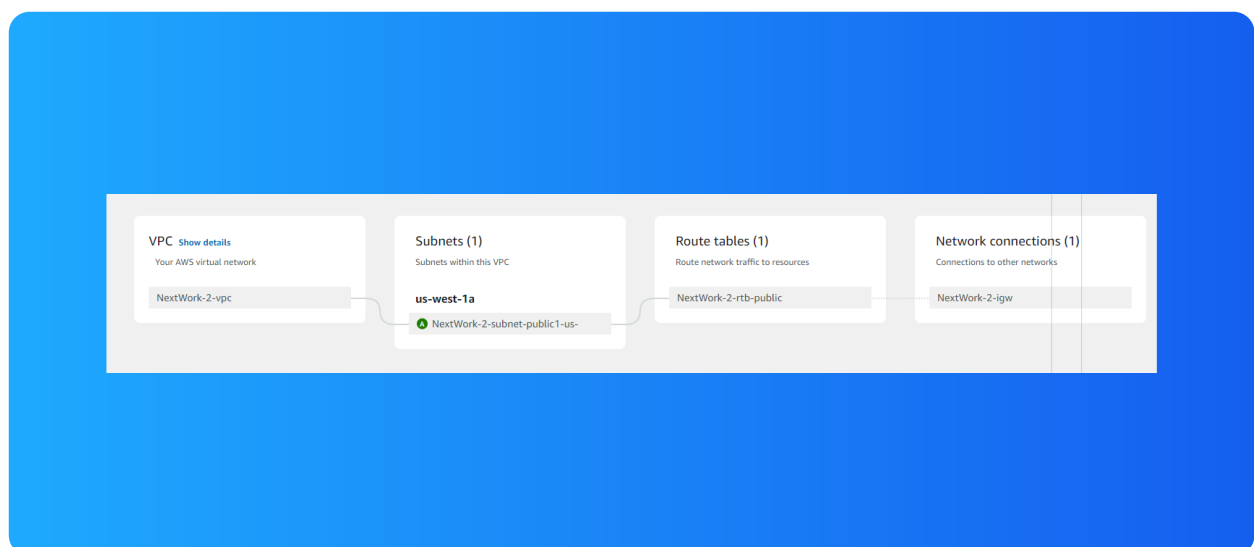 VPC Show details
Your AWS virtual network
NextWork-2-vpc
Subnets (1)
Subnets within this VPC
us-west-1a
A NextWork-2-subnet-public1-us-
Route tables (1)
Route network traffic to resources
NextWork-2-rtb-public
Network connections (1)
Connections to other networks
NextWork-2-igw